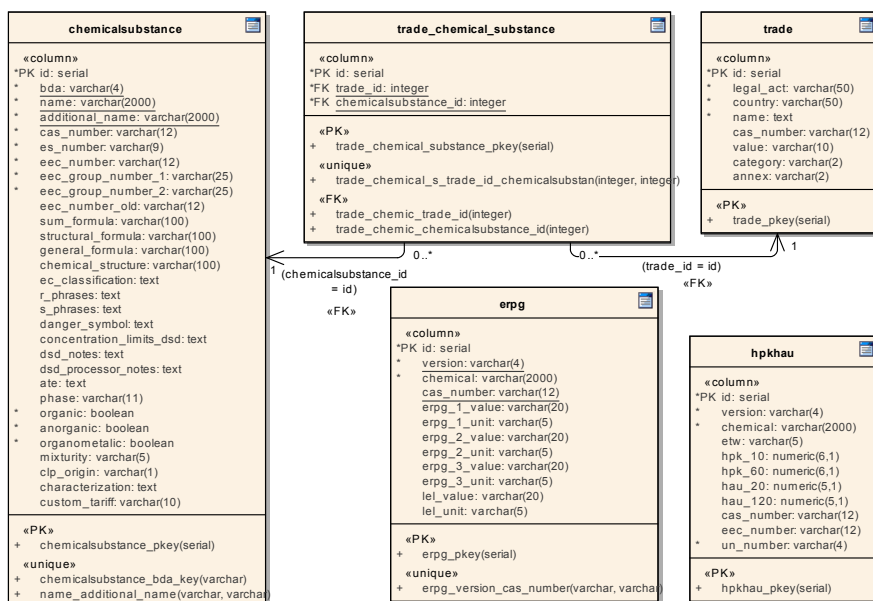 chemicalsubstance
«column»
*PK id: serial
* bda: varchar(4)
* name: varchar(2000)
* additional_name: varchar(2000)
* cas_number: varchar(12)
* es_number: varchar(9)
* eec_number: varchar(12)
* eec_group_number_1: varchar(25)
* eec_group_number_2: varchar(25)
eec_number_old: varchar(12)
sum_formula: varchar(100)
structural_formula: varchar(100)
general_formula: varchar(100)
chemical_structure: varchar(100)
ec_classification: text
r_phrases: text
s_phrases: text
danger_symbol: text
concentration_limits_dsd: text
dsd_notes: text
dsd_processor_notes: text
ate: text
phase: varchar(11)
* organic: boolean
* anorganic: boolean
* organometalic: boolean
mixturity: varchar(5)
clp_origin: varchar(1)
characterization: text
custom_tariff: varchar(10)
«PK»
+ chemicalsubstance_pkey(serial)
«unique»
+ chemicalsubstance_bda_key(varchar)
+ name_additional_name(varchar, varchar)
trade_chemical_substance
«column»
*PK id: serial
*FK trade_id: integer
*FK chemicalsubstance_id: integer
«PK»
+ trade_chemical_substance_pkey(serial)
«unique»
+ trade_chemical_s_trade_id_chemicalsubstan(integer, integer)
«FK»
+ trade_chemic_trade_id(integer)
+ trade_chemic_chemicalsubstance_id(integer)
trade
«column»
*PK id: serial
* legal_act: varchar(50)
* country: varchar(50)
* name: text
cas_number: varchar(12)
value: varchar(10)
category: varchar(2)
annex: varchar(2)
«PK»
+ trade_pkey(serial)
0..*
1
(chemicalsubstance_id
= id)
«FK»
0..*
1
(trade_id = id)
«FK»
erpg
«column»
*PK id: serial
* version: varchar(4)
* chemical: varchar(2000)
cas_number: varchar(12)
erpg_1_value: varchar(20)
erpg_1_unit: varchar(5)
erpg_2_value: varchar(20)
erpg_2_unit: varchar(5)
erpg_3_value: varchar(20)
erpg_3_unit: varchar(5)
lel_value: varchar(20)
lel_unit: varchar(5)
«PK»
+ erpg_pkey(serial)
«unique»
+ erpg_version_cas_number(varchar, varchar)
hpkhau
«column»
*PK id: serial
* version: varchar(4)
* chemical: varchar(2000)
etw: varchar(5)
hpk_10: numeric(6,1)
hpk_60: numeric(6,1)
hau_20: numeric(5,1)
hau_120: numeric(5,1)
cas_number: varchar(12)
eec_number: varchar(12)
* un_number: varchar(4)
«PK»
+ hpkhau_pkey(serial)